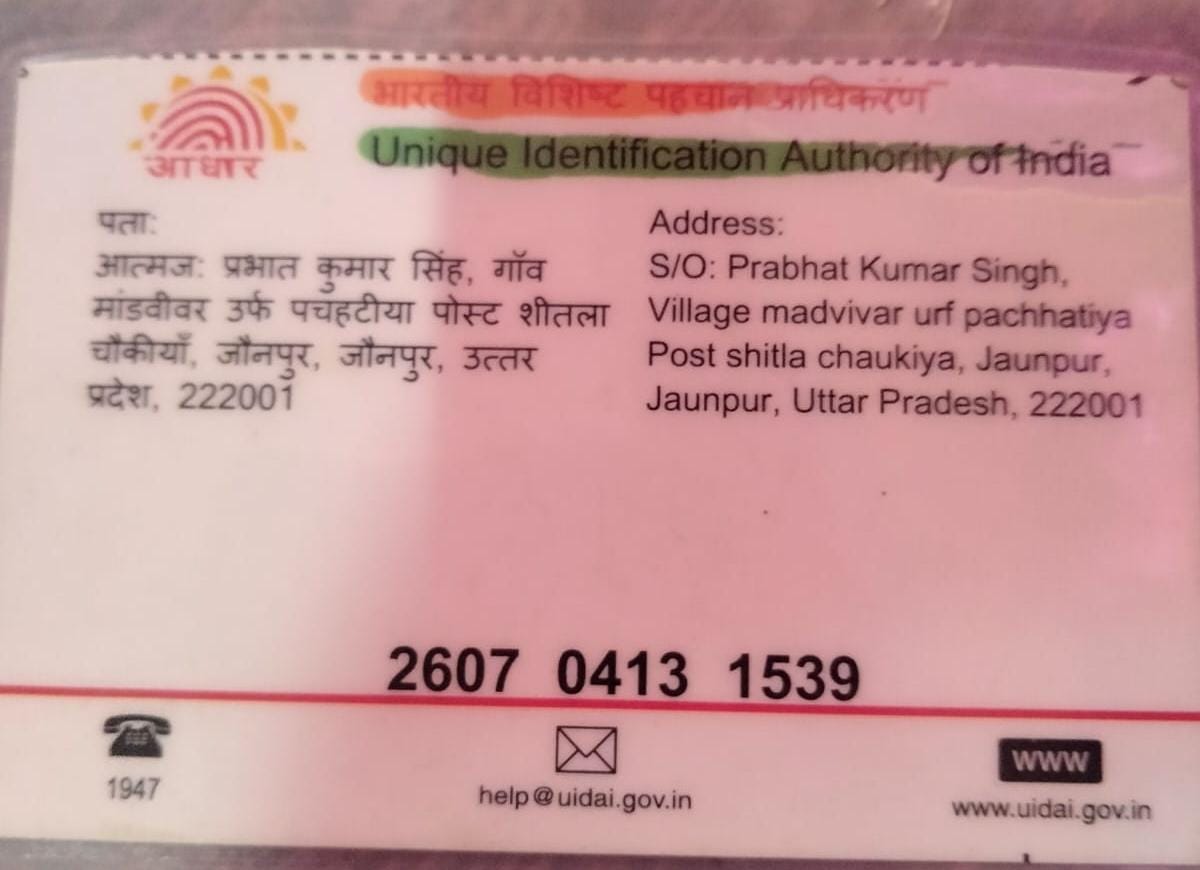 आधार
भारतीय विशिष्ट पहचान प्राधिकरण
Unique Identification Authority of India
पता:
आत्मज: प्रभात कुमार सिंह, गॉव
मांडवीवर उर्फ पचहटीया पोस्ट शीतला
चौकीयाँ, जौनपुर, जौनपुर, उत्तर
प्रदेश, 222001
Address:
S/O: Prabhat Kumar Singh,
Village madvivar urf pachhatiya
Post shitla chaukiya, Jaunpur,
Jaunpur, Uttar Pradesh, 222001
2607 0413 1539
1947
help@uidai.gov.in
www
www.uidai.gov.in